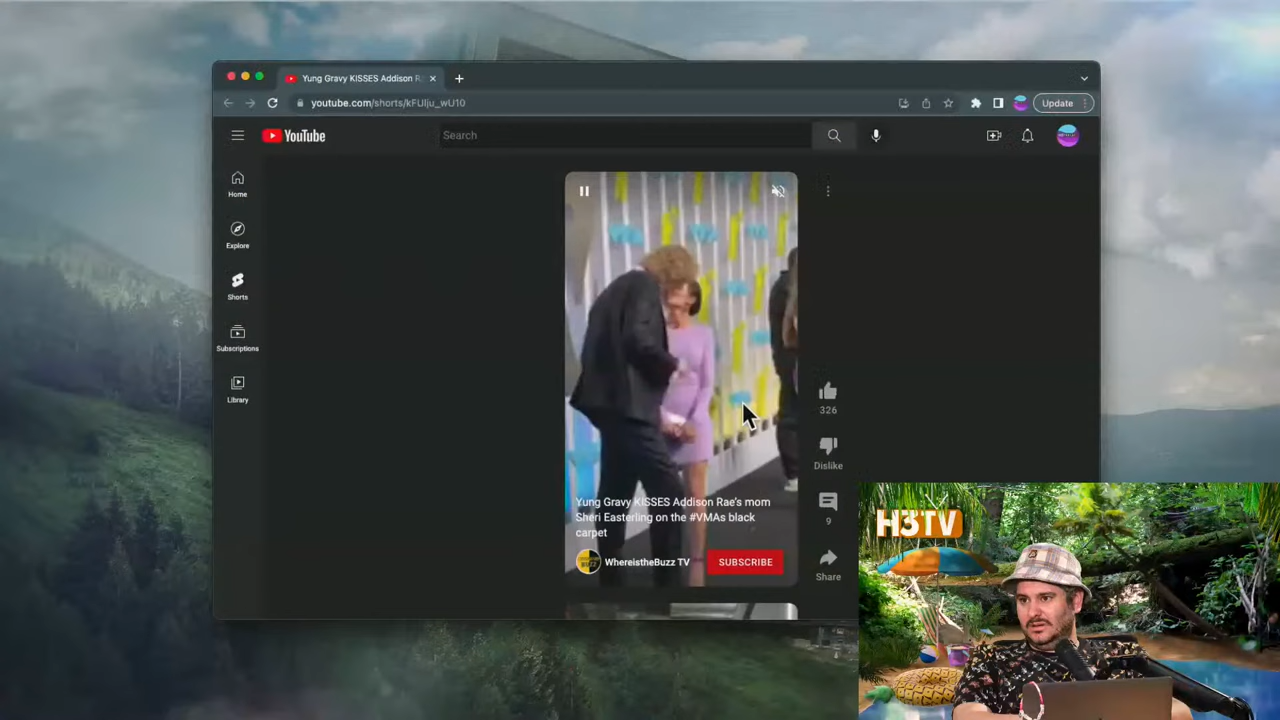 Yung Gravy KISSES Addison R
youtube.com/shorts/kFUlju_wU10
Update
YouTube
Search
Home
Explore
Shorts
Subscriptions
Library
326
Dislike
9
Share
Yung Gravy KISSES Addison Rae's mom
Sheri Easterling on the #VMAs black
carpet
WhereistheBuzz TV
SUBSCRIBE
H3TV